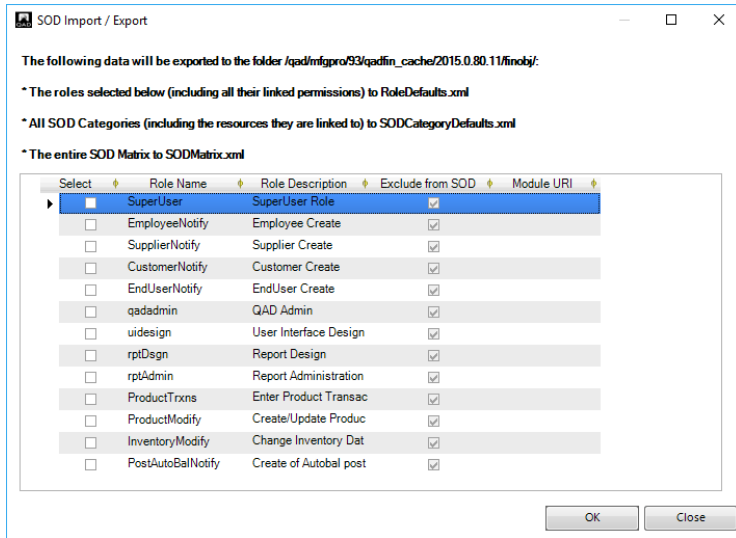 QAD
SOD Import / Export
The following data will be exported to the folder /qad/mfgpro/93/qadfin_cache/2015.0.80.11/finobj/:
* The roles selected below (including all their linked permissions) to RoleDefaults.xml
* All SOD Categories (including the resources they are linked to) to SODCategoryDefaults.xml
* The entire SOD Matrix to SODMatrix.xml
Select Role Name Role Description Exclude from SOD Module URI
SuperUser SuperUser Role
EmployeeNotify Employee Create
SupplierNotify Supplier Create
CustomerNotify Customer Create
EndUserNotify EndUser Create
qadadmin QAD Admin
uidesign User Interface Design
rptDsgn Report Design
rptAdmin Report Administration
ProductTrxns Enter Product Transac
ProductModify Create/Update Produc
InventoryModify Change Inventory Dat
PostAutoBalNotify Create of Autobal post
OK Close